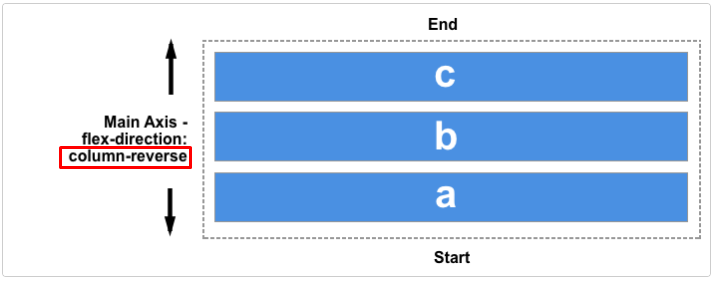 End
c
Main Axis -
flex-direction:
column-reverse
b
a
Start